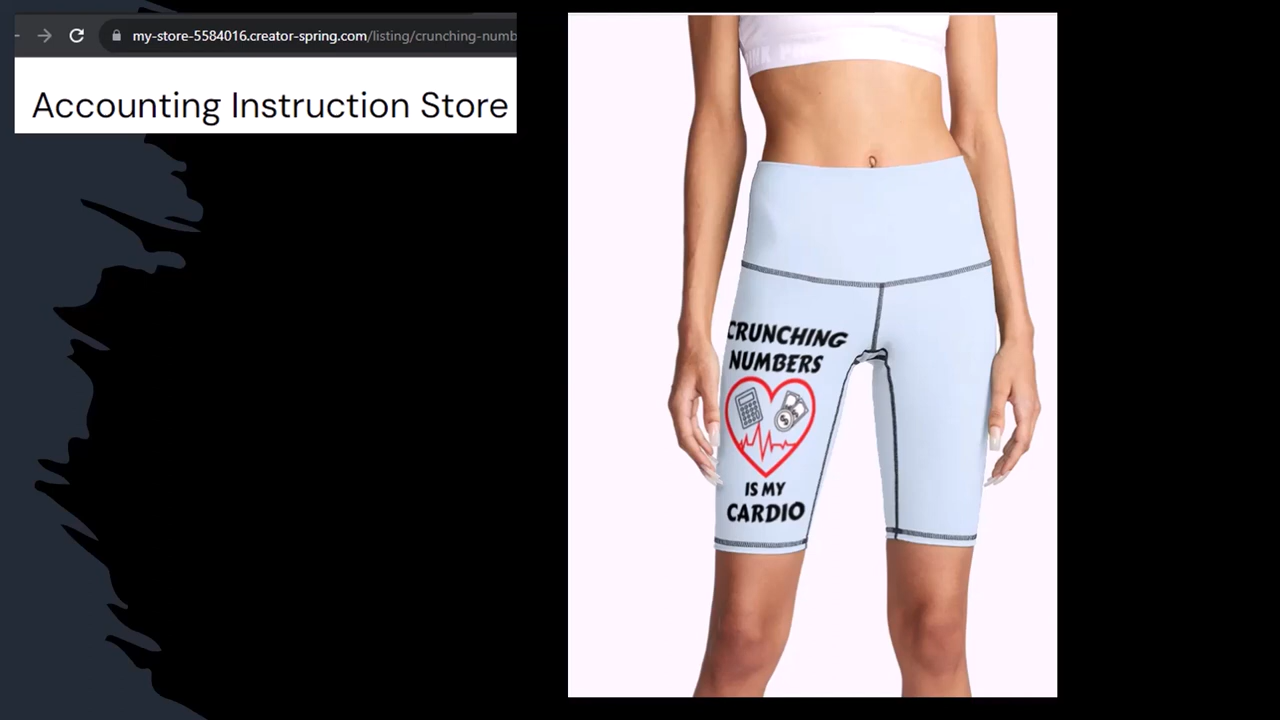 my-store-5584016.creator-spring.com/listing/crunching-numb
Accounting Instruction Store
CRUNCHING
NUMBERS
IS MY
CARDIO